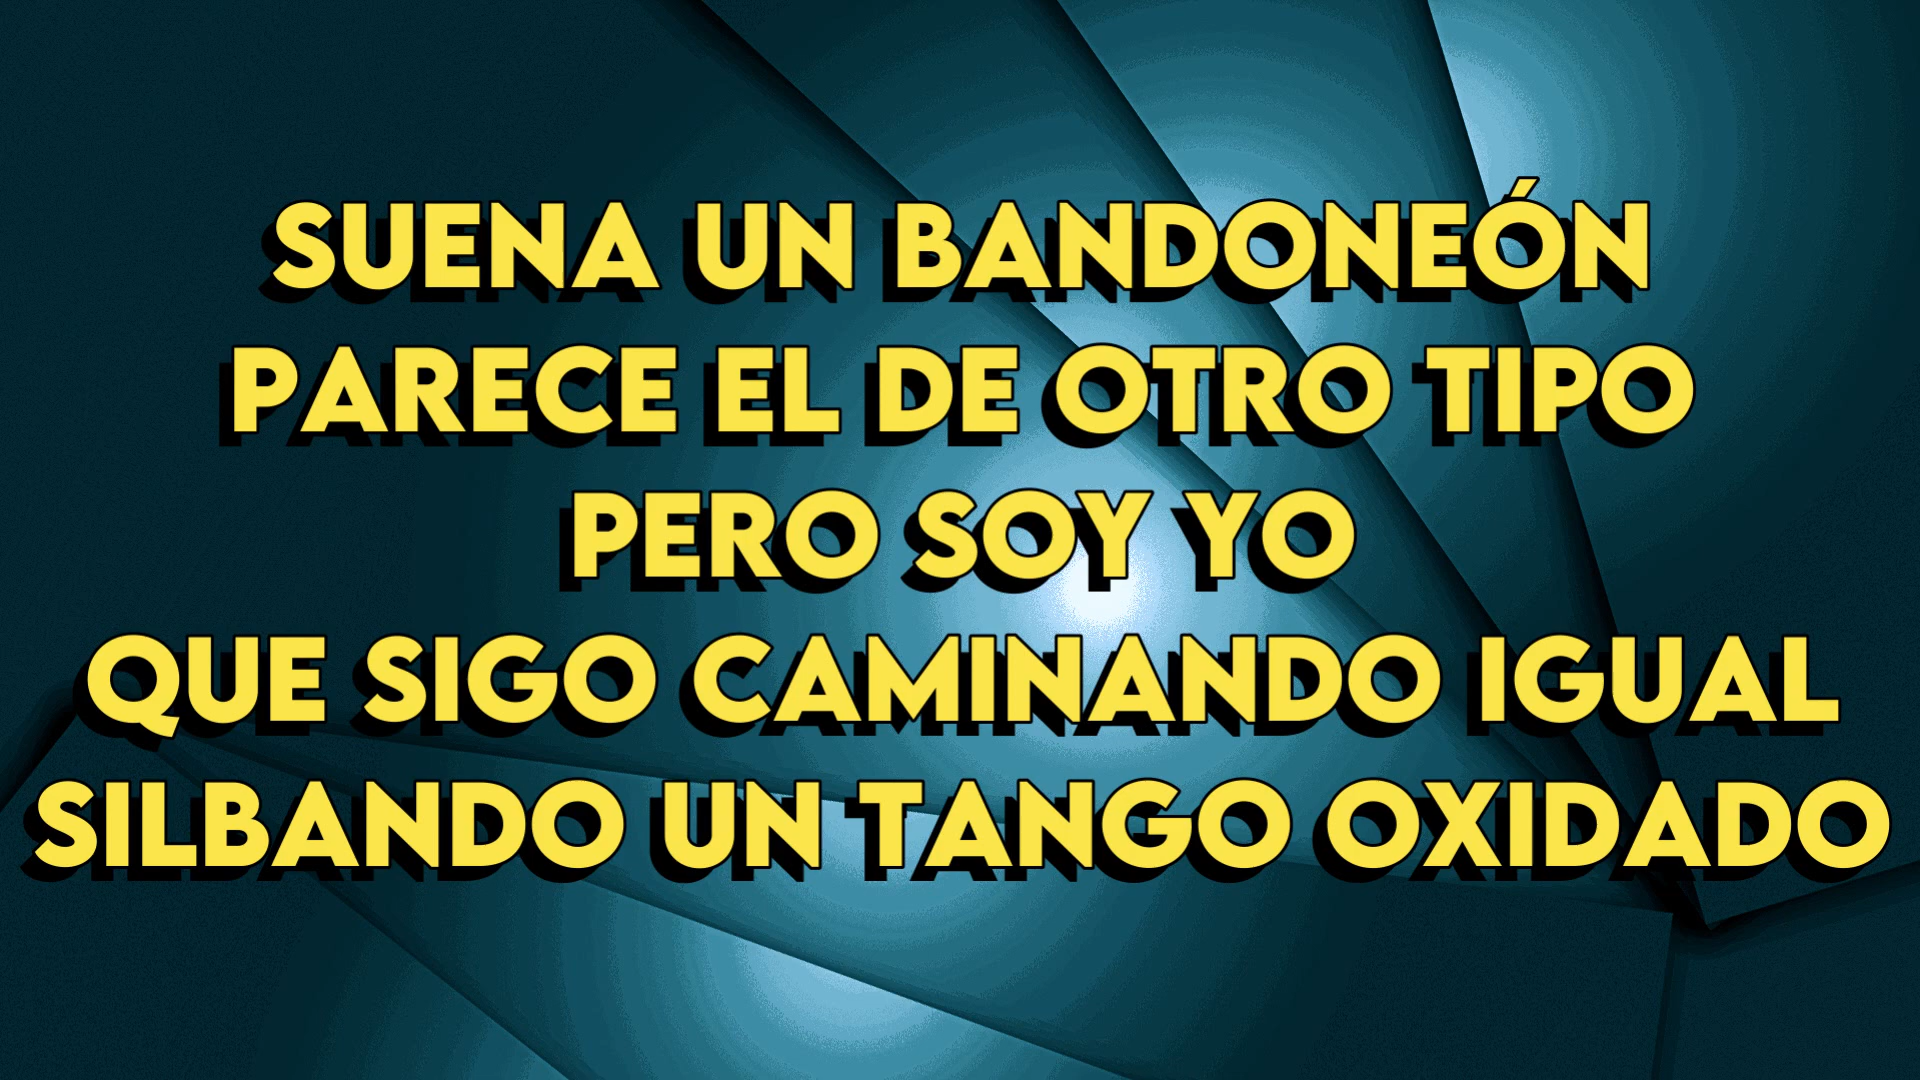 SUENA UN BANDONEÓN
PARECE EL DE OTRO TIPO
PERO SOY YO
QUE SIGO CAMINANDO IGUAL
SILBANDO UN TANGO OXIDADO